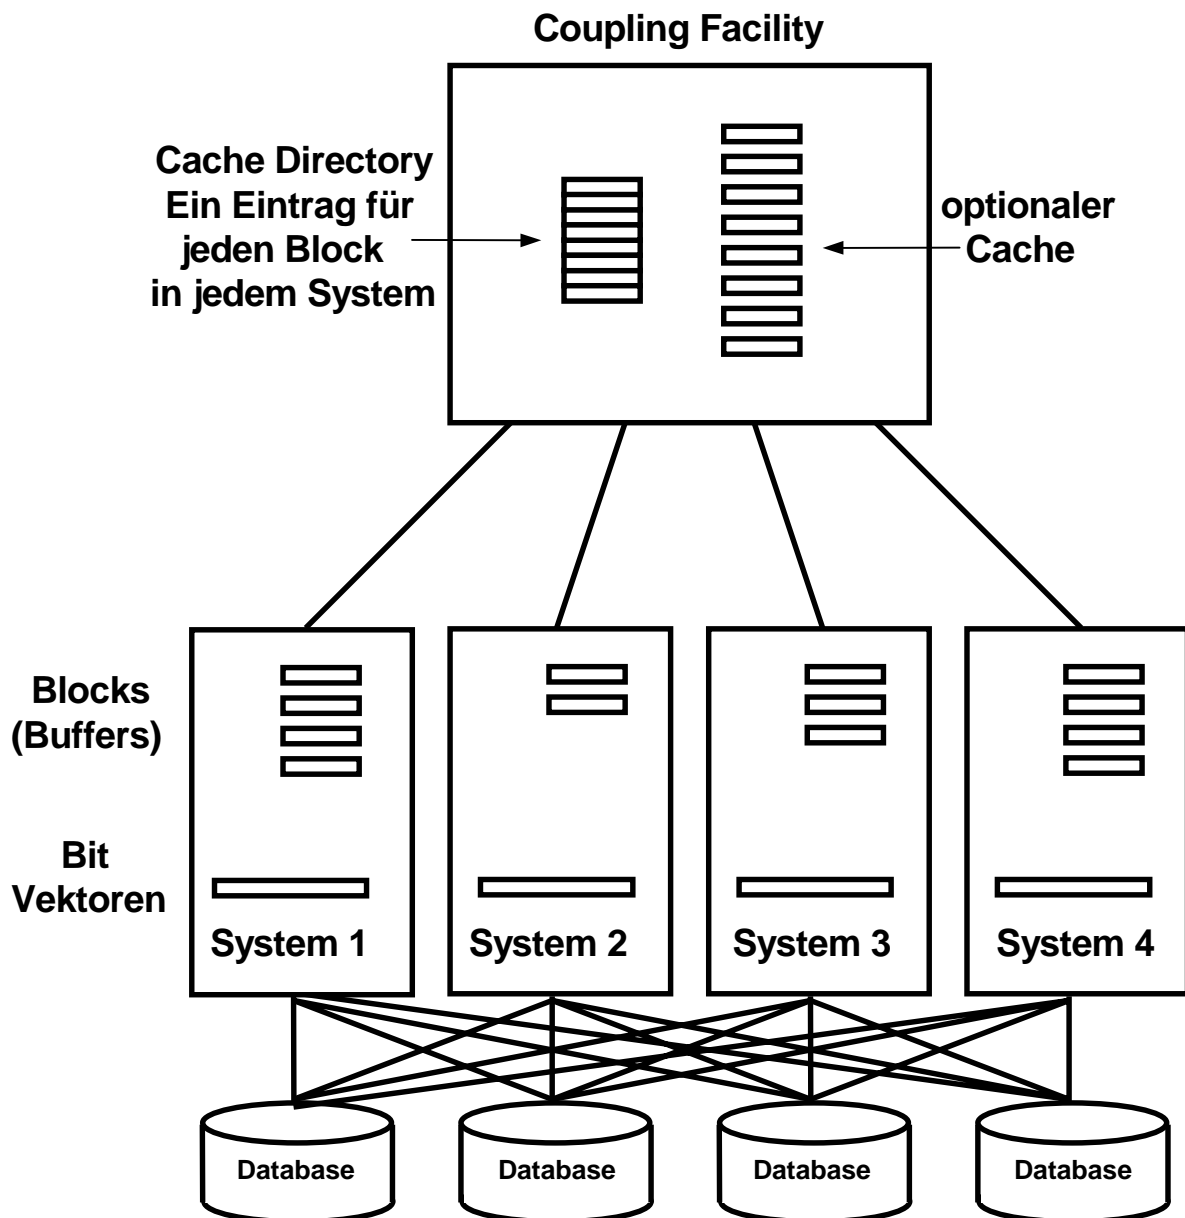 Coupling Facility
Cache Directory
Ein Eintrag für
jeden Block
in jedem System
optionaler
Cache
Blocks
(Buffers)
Bit
Vektoren
System 1
System 2
System 3
System 4
Database
Database
Database
Database